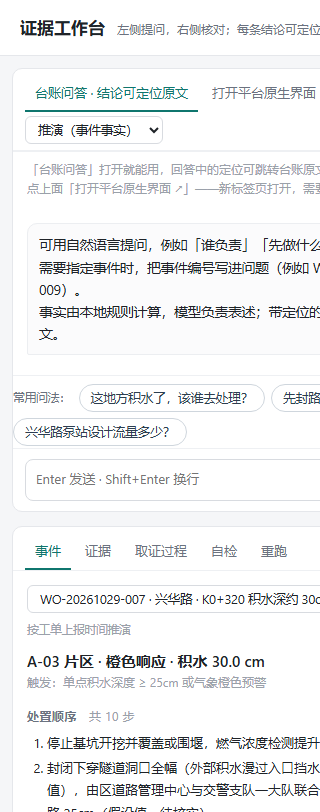 证据工作台 左侧提问，右侧核对；每条结论可定位
台账问答 · 结论可定位原文 打开平台原生界面
推演（事件事实）
「台账问答」打开就能用，回答中的定位可跳转台账原文
点上面「打开平台原生界面 ↗」——新标签页打开，需要
可用自然语言提问，例如「谁负责」「先做什么
需要指定事件时，把事件编号写进问题（例如 W
009）。
事实由本地规则计算，模型负责表述；带定位的
文。
常用问法： 这地方积水了，该谁去处理？ 先封路
兴华路泵站设计流量多少？
Enter 发送 · Shift+Enter 换行
事件 证据 取证过程 自检 重跑
WO-20261029-007 · 兴华路 · K0+320 积水深约 30c
按工单上报时间推演
A-03 片区 · 橙色响应 · 积水 30.0 cm
触发：单点积水深度 ≥ 25cm 或气象橙色预警
处置顺序 共 10 步
1. 停止基坑开挖并覆盖或围堰，燃气浓度检测提升
2. 封闭下穿隧道洞口全幅（外部积水漫过入口挡水
值），由区道路管理中心与交警支队一大队联合